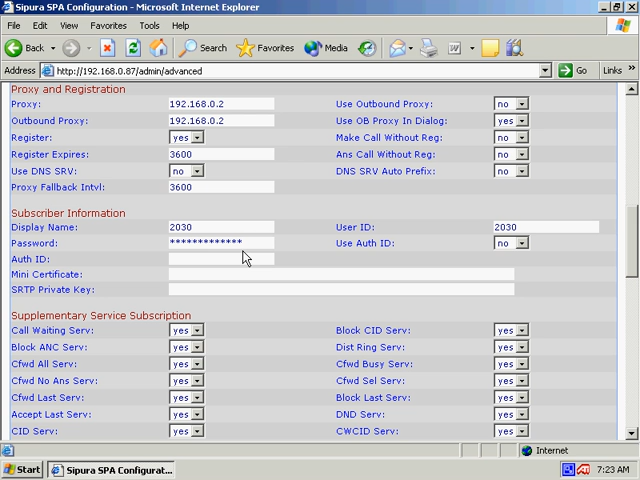 Sipura SPA Configuration - Microsoft Internet Explorer
File Edit View Favorites Tools Help
Back Search Favorites Media
Address http://192.168.0.87/admin/advanced Go Links »
Proxy and Registration
Proxy: 192.168.0.2 Use Outbound Proxy: no
Outbound Proxy: 192.168.0.2 Use OB Proxy In Dialog: yes
Register: yes Make Call Without Reg: no
Register Expires: 3600 Ans Call Without Reg: no
Use DNS SRV: no DNS SRV Auto Prefix: no
Proxy Fallback Intvl: 3600
Subscriber Information
Display Name: 2030 User ID: 2030
Password: ************* Use Auth ID: no
Auth ID:
Mini Certificate:
SRTP Private Key:
Supplementary Service Subscription
Call Waiting Serv: yes Block CID Serv: yes
Block ANC Serv: yes Dist Ring Serv: yes
Cfwd All Serv: yes Cfwd Busy Serv: yes
Cfwd No Ans Serv: yes Cfwd Sel Serv: yes
Cfwd Last Serv: yes Block Last Serv: yes
Accept Last Serv: yes DND Serv: yes
CID Serv: yes CWCID Serv: yes
Internet
Start Sipura SPA Configurat... 7:23 AM